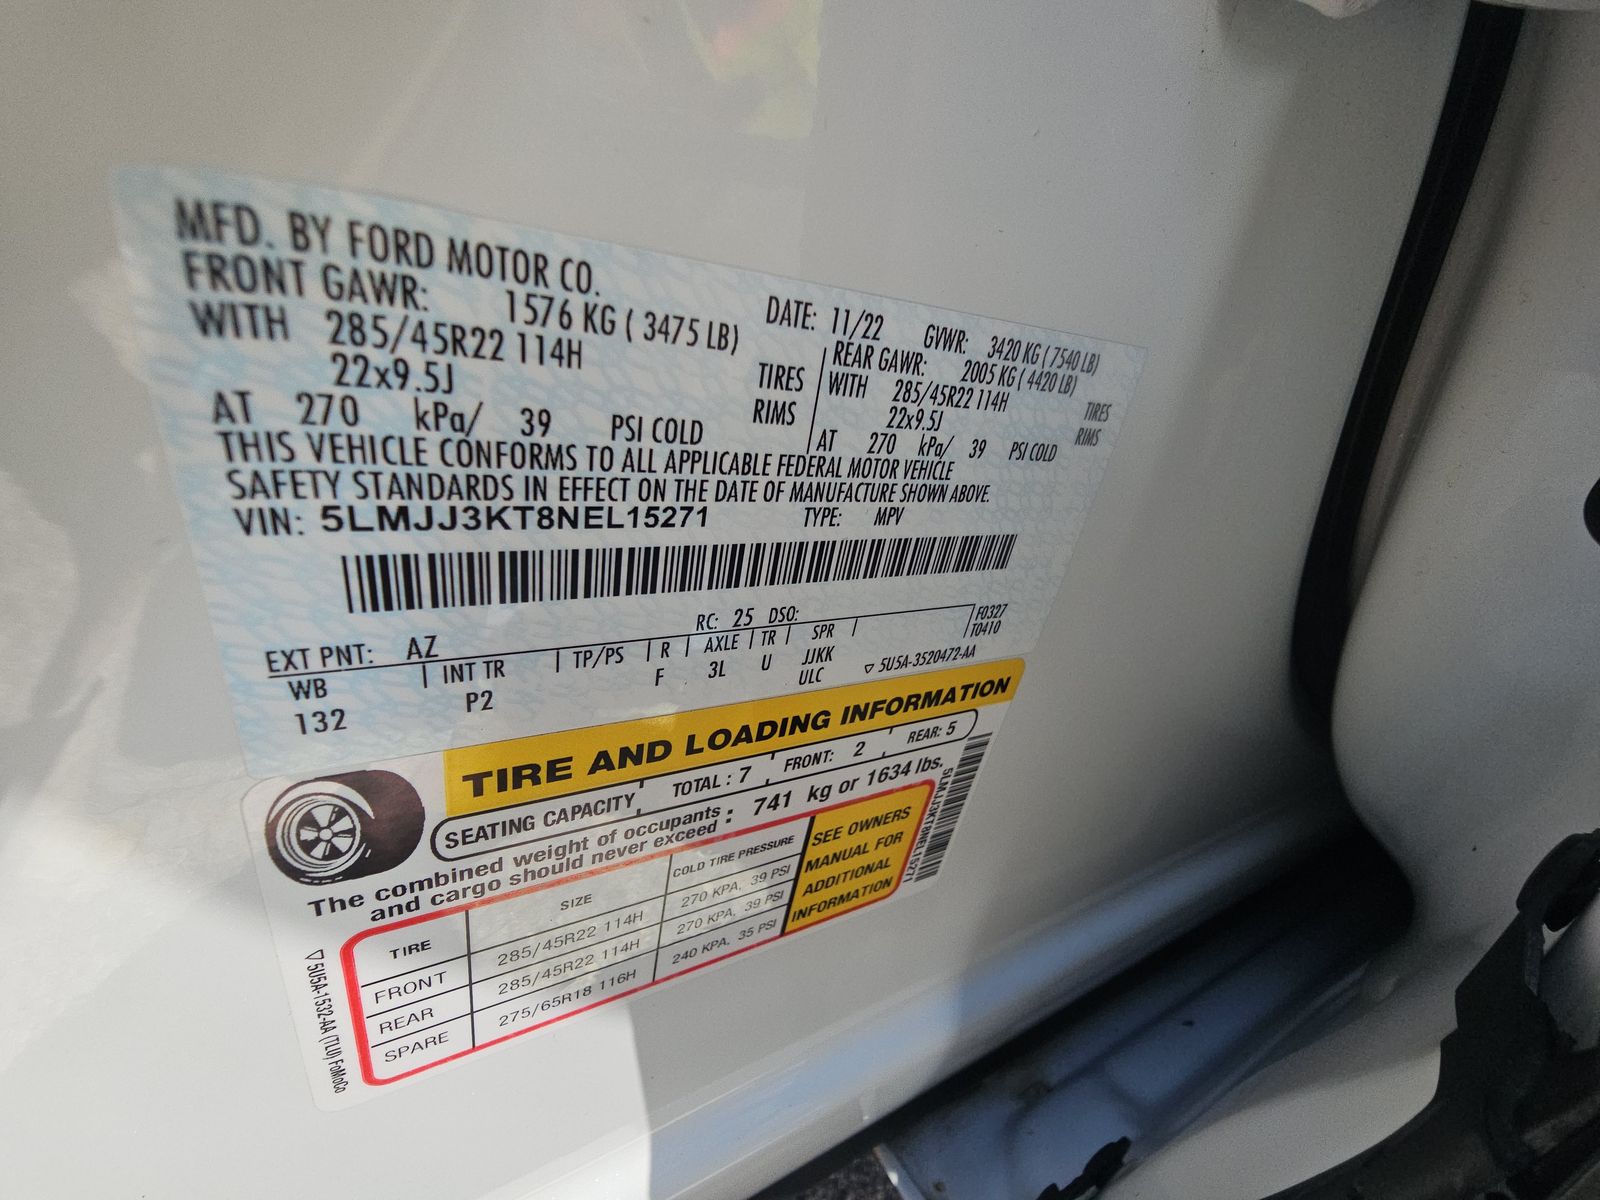 MFD. BY FORD MOTOR CO.
DATE: 11/22 GVWR: 3420 KG ( 7540 LB)
FRONT GAWR: 1576 KG ( 3475 LB)
WITH 285/45R22 114H TIRES
22x9.5J RIMS
AT 270 kPa/ 39 PSI COLD
REAR GAWR: 2005 KG ( 4420 LB)
WITH 285/45R22 114H TIRES
22x9.5J RIMS
AT 270 kPa/ 39 PSI COLD
THIS VEHICLE CONFORMS TO ALL APPLICABLE FEDERAL MOTOR VEHICLE
SAFETY STANDARDS IN EFFECT ON THE DATE OF MANUFACTURE SHOWN ABOVE.
VIN: 5LMJJ3KT8NEL15271 TYPE: MPV
EXT PNT: AZ RC: 25 DSO: F0327
WB INT TR TP/PS R AXLE TR SPR T0410
132 P2 F 3L U JJKK
ULC ▽ 5U5A-3520472-AA
TIRE AND LOADING INFORMATION
SEATING CAPACITY TOTAL : 7 FRONT: 2 REAR: 5
The combined weight of occupants : 741 kg or 1634 lbs.
and cargo should never exceed
TIRE SIZE COLD TIRE PRESSURE
FRONT 285/45R22 114H 270 KPA, 39 PSI
REAR 285/45R22 114H 270 KPA, 39 PSI
SPARE 275/65R18 116H 240 KPA, 35 PSI
SEE OWNERS
MANUAL FOR
ADDITIONAL
INFORMATION
5LMJJ3KT8NEL15271
▽ 5U5A-1532-AA (TLU) FoMoCo